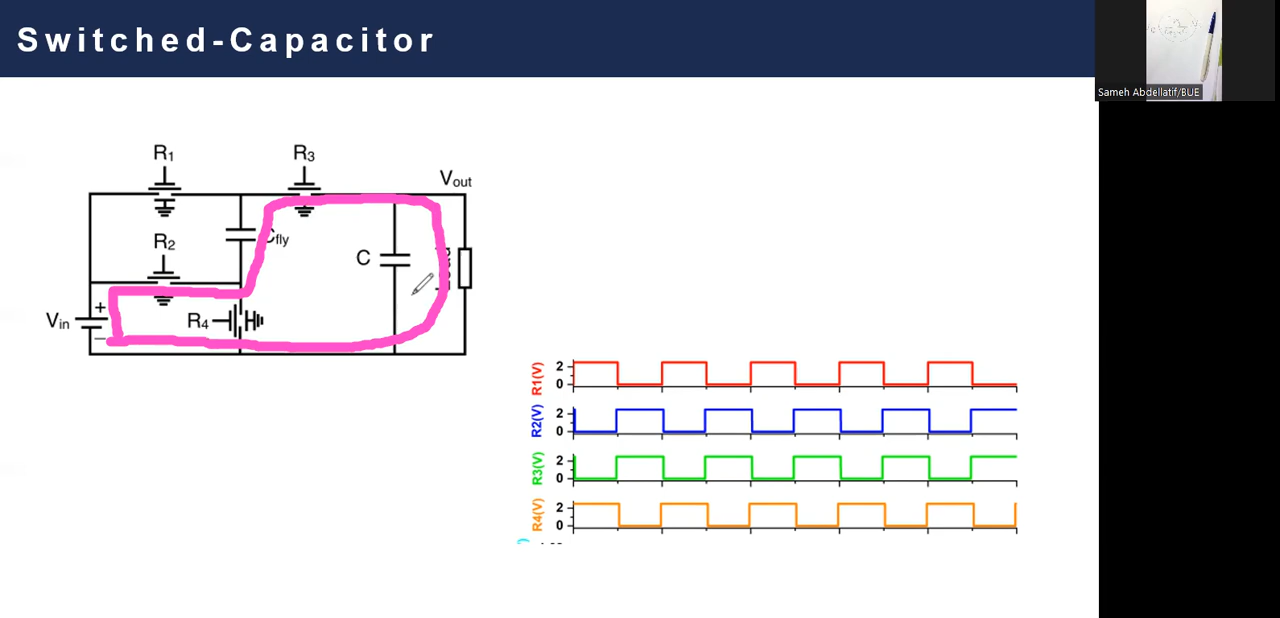 Switched-Capacitor
Sameh Abdellatif/BUE
R1
R3
Vout
R2
Cfly
C
Vin
+
–
R4
R1(V)
2
0
R2(V)
2
0
R3(V)
2
0
R4(V)
2
0